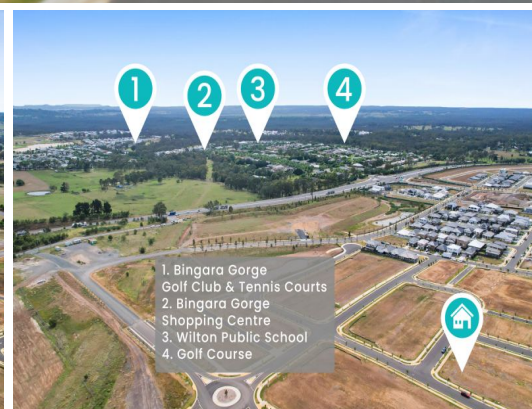 1 2 3 4
1. Bingara Gorge
Golf Club & Tennis Courts
2. Bingara Gorge
Shopping Centre
3. Wilton Public School
4. Golf Course